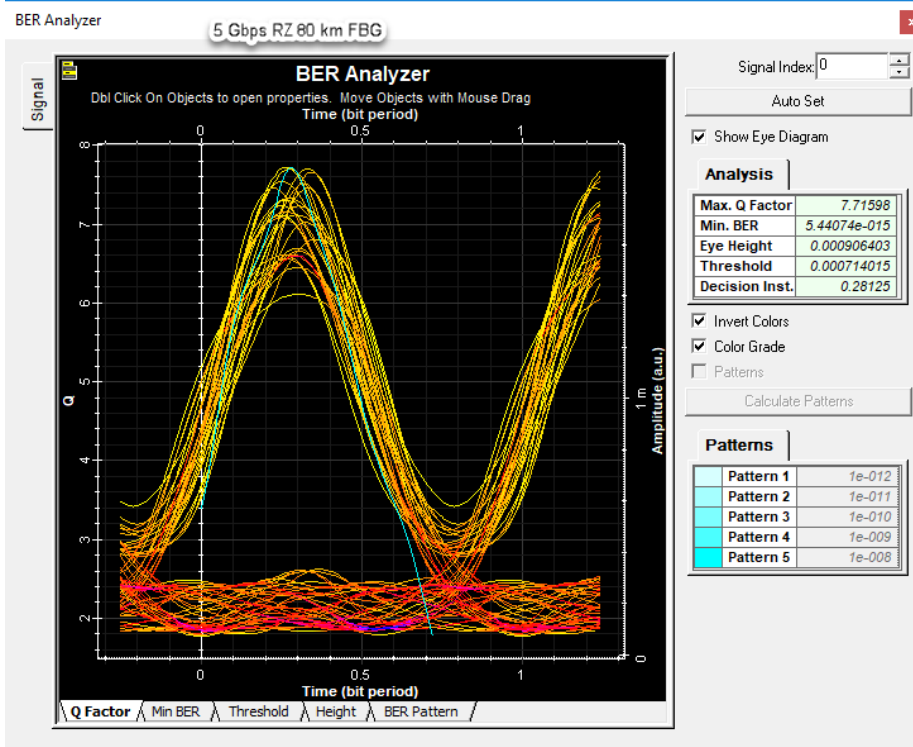 BER Analyzer
5 Gbps RZ 80 km FBG
Signal
BER Analyzer
Dbl Click On Objects to open properties. Move Objects with Mouse Drag
Time (bit period)
0 0.5 1
8
7
6
5
4
3
2
Q
1 m
0
Amplitude (a.u.)
0 0.5 1
Time (bit period)
Q Factor Min BER Threshold Height BER Pattern
Signal Index: 0
Auto Set
Show Eye Diagram
Analysis
Max. Q Factor 7.71598
Min. BER 5.44074e-015
Eye Height 0.000906403
Threshold 0.000714015
Decision Inst. 0.28125
Invert Colors
Color Grade
Patterns
Calculate Patterns
Patterns
Pattern 1 1e-012
Pattern 2 1e-011
Pattern 3 1e-010
Pattern 4 1e-009
Pattern 5 1e-008